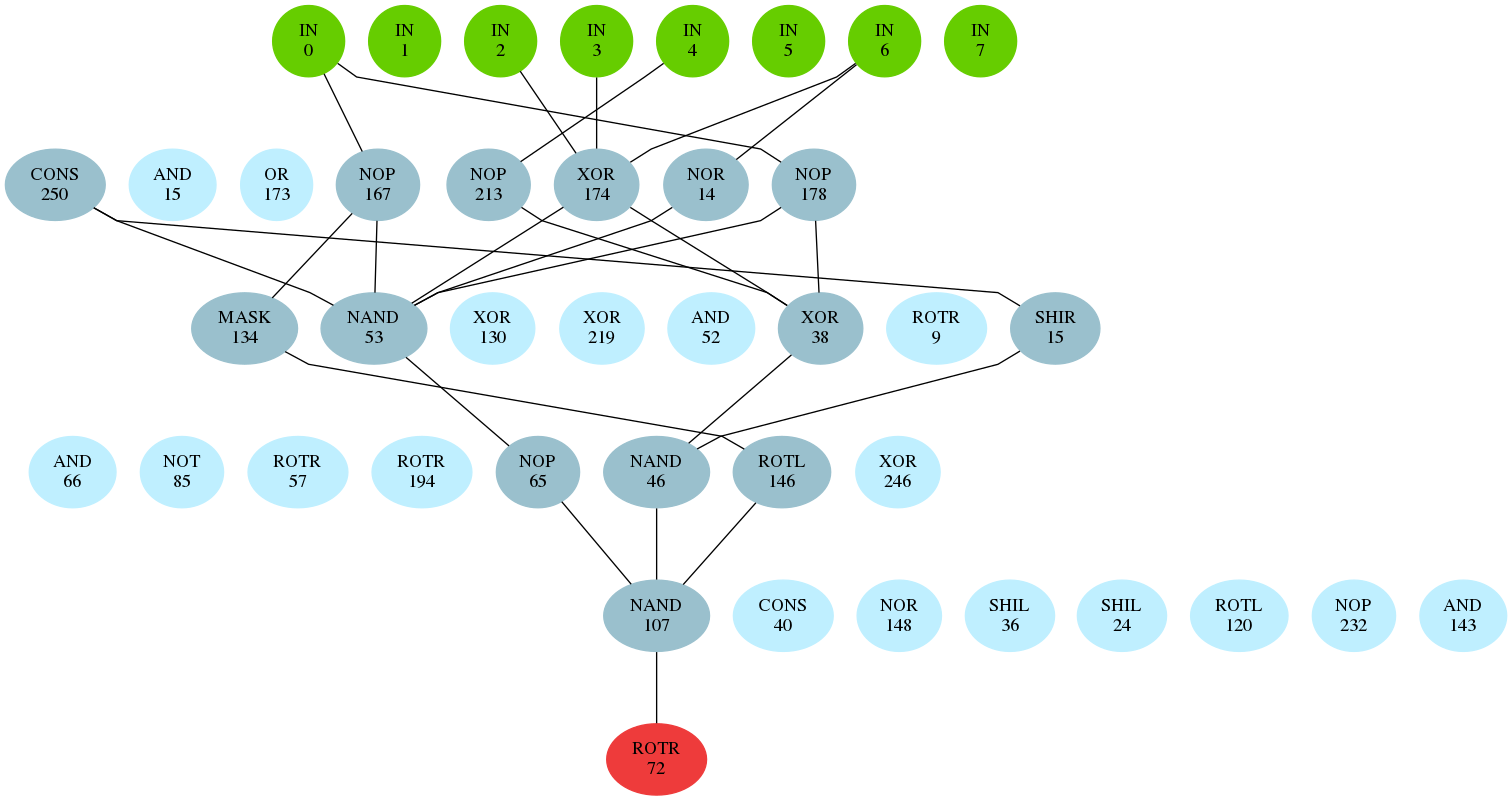 IN
0
IN
1
IN
2
IN
3
IN
4
IN
5
IN
6
IN
7
CONS
250
AND
15
OR
173
NOP
167
NOP
213
XOR
174
NOR
14
NOP
178
MASK
134
NAND
53
XOR
130
XOR
219
AND
52
XOR
38
ROTR
9
SHIR
15
AND
66
NOT
85
ROTR
57
ROTR
194
NOP
65
NAND
46
ROTL
146
XOR
246
NAND
107
CONS
40
NOR
148
SHIL
36
SHIL
24
ROTL
120
NOP
232
AND
143
ROTR
72